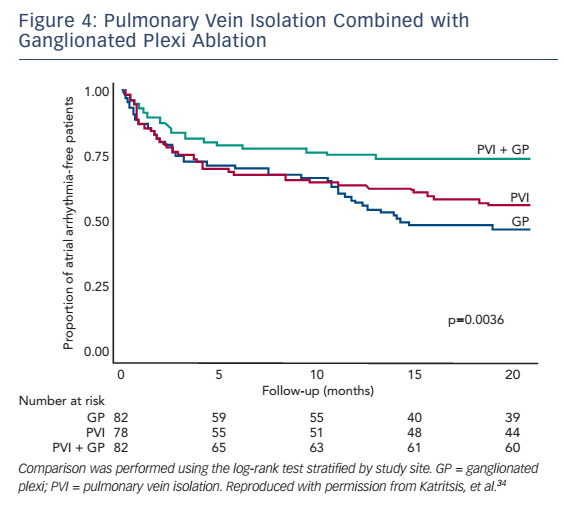 Figure 4: Pulmonary Vein Isolation Combined with
Ganglionated Plexi Ablation
Proportion of atrial arrhythmia-free patients
1.00
0.75
0.50
0.25
0.00
PVI + GP
PVI
GP
p=0.0036
0 5 10 15 20
Follow-up (months)
Number at risk
GP 82 59 55 40 39
PVI 78 55 51 48 44
PVI + GP 82 65 63 61 60
Comparison was performed using the log-rank test stratified by study site. GP = ganglionated
plexi; PVI = pulmonary vein isolation. Reproduced with permission from Katritsis, et al.³⁴